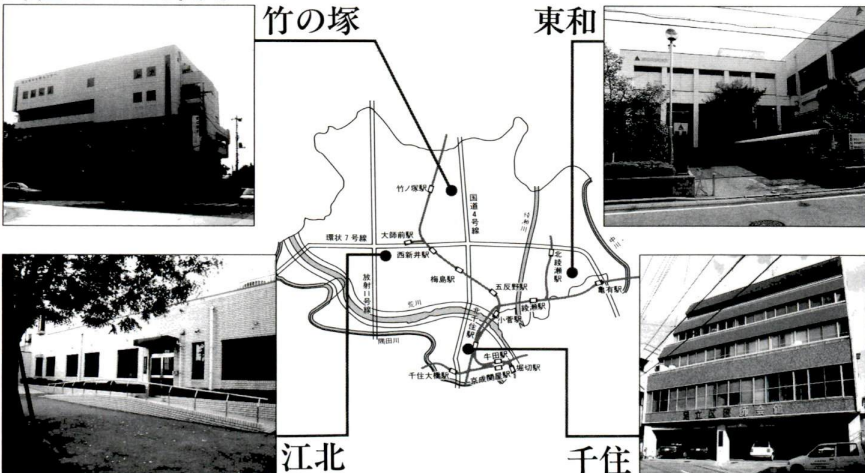 竹の塚
東和
竹ノ塚駅
国道4号線
環状7号線
大師前駅
西新井駅
北綾瀬駅
中川
放射11号線
梅島駅
五反野駅
亀有駅
綾瀬駅
荒川
小菅駅
隅田川
牛田駅
千住大橋駅
京成関屋駅
堀切駅
江北
千住